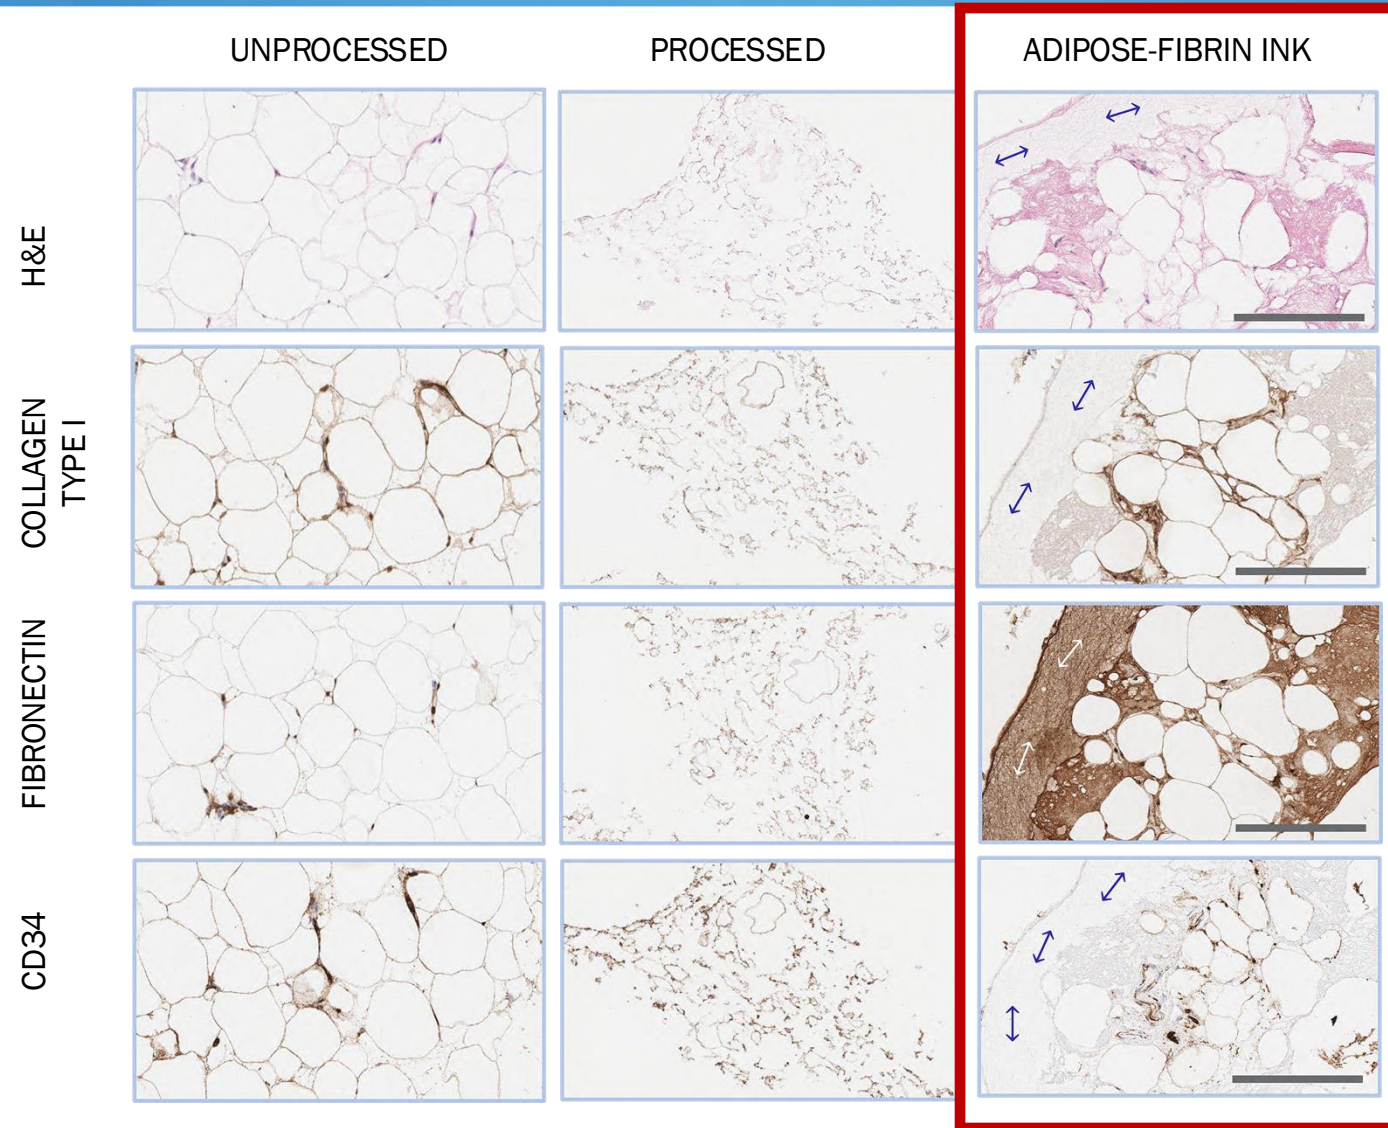 UNPROCESSED
PROCESSED
ADIPOSE-FIBRIN INK
H&E
COLLAGEN
TYPE I
FIBRONECTIN
CD34